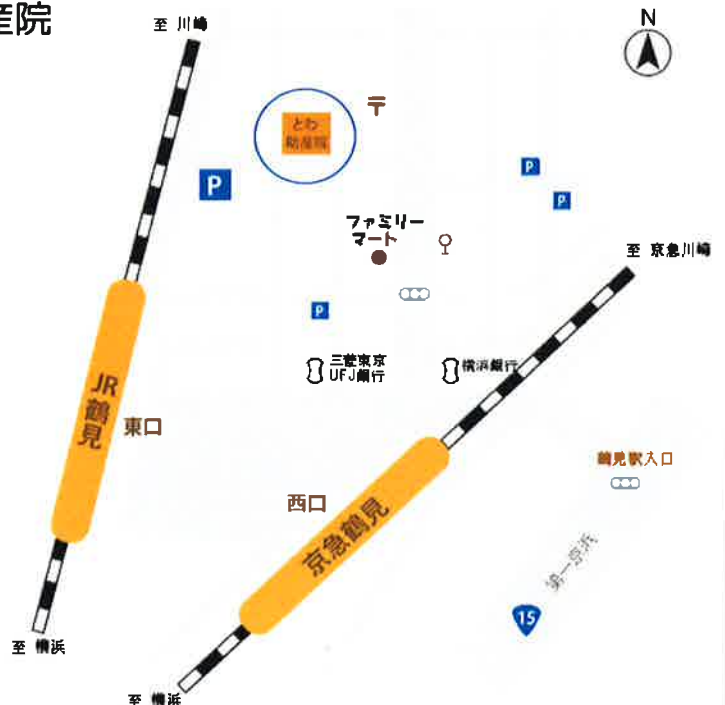 産院
至 川崎
N
〒
とわ
助産院
P
P
P
ファミリー
マート
至 京急川崎
P
三菱東京
UFJ銀行
横浜銀行
JR鶴見
東口
鶴見駅入口
西口
京急鶴見
第一京浜
15
至 横浜
至 横浜